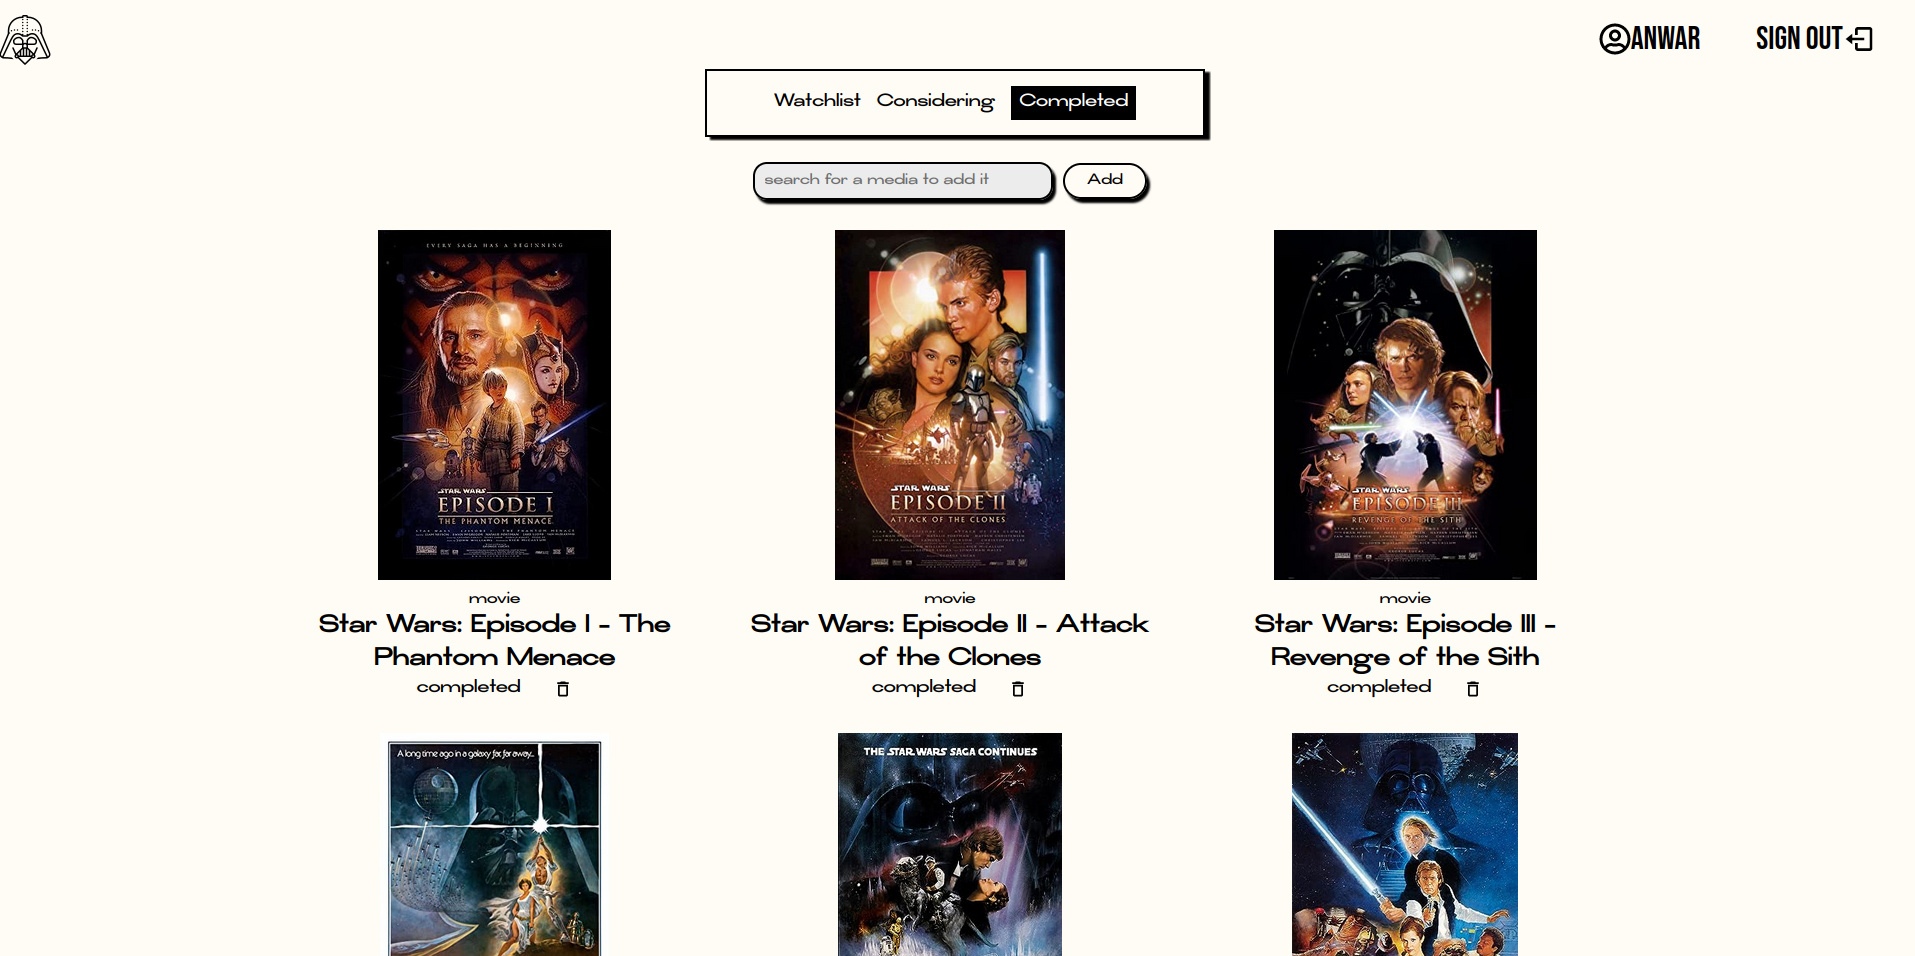 ANWAR
SIGN OUT
Watchlist Considering Completed
search for a media to add it
Add
EVERY SAGA HAS A BEGINNING
STAR WARS
EPISODE I
THE PHANTOM MENACE
STAR WARS
EPISODE II
ATTACK OF THE CLONES
STAR WARS
EPISODE III
REVENGE OF THE SITH
movie
Star Wars: Episode I - The
Phantom Menace
completed
movie
Star Wars: Episode II - Attack
of the Clones
completed
movie
Star Wars: Episode III -
Revenge of the Sith
completed
A long time ago in a galaxy far, far away...
THE STAR WARS SAGA CONTINUES